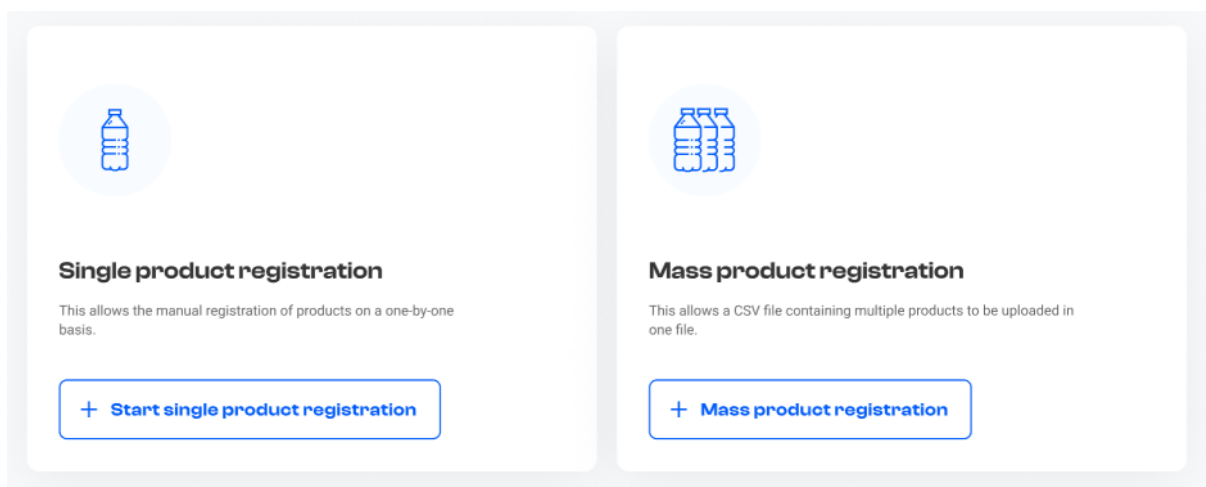 Single product registration
This allows the manual registration of products on a one-by-one
basis.
+ Start single product registration
Mass product registration
This allows a CSV file containing multiple products to be uploaded in
one file.
+ Mass product registration